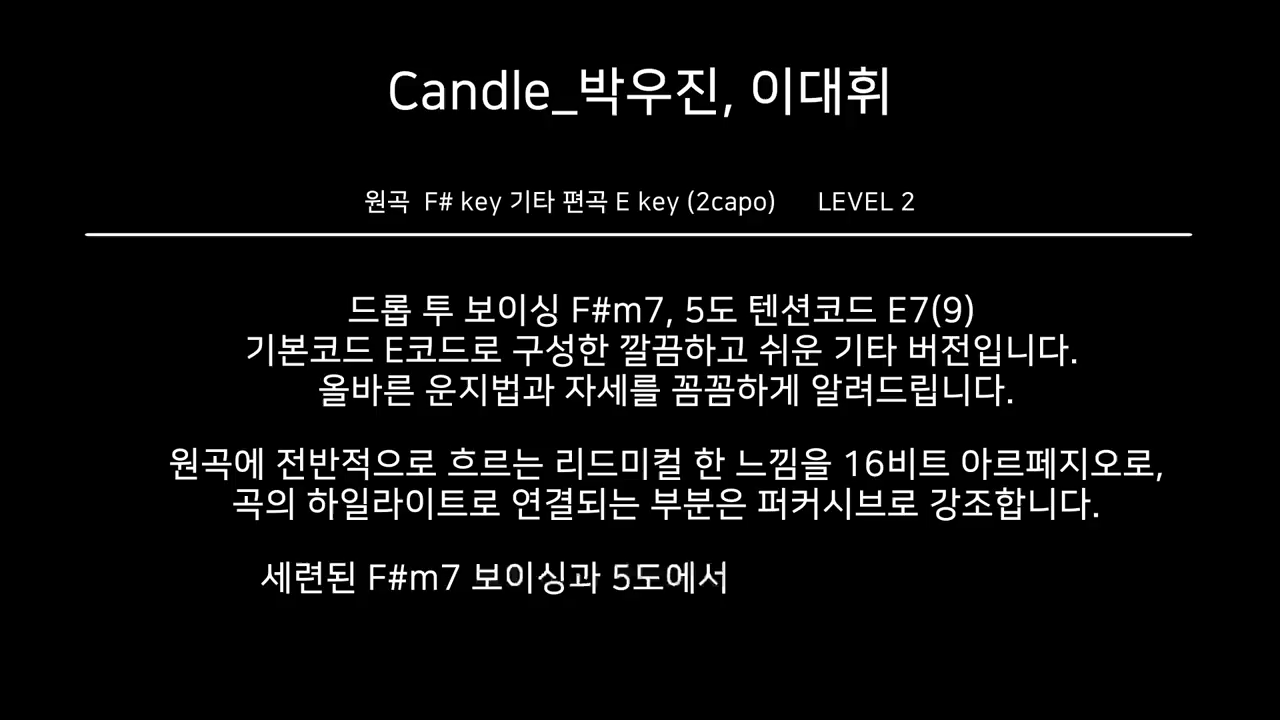 Candle_박우진, 이대휘
원곡 F# key 기타 편곡 E key (2capo) LEVEL 2
드롭 투 보이싱 F#m7, 5도 텐션코드 E7(9)
기본코드 E코드로 구성한 깔끔하고 쉬운 기타 버전입니다.
올바른 운지법과 자세를 꼼꼼하게 알려드립니다.
원곡에 전반적으로 흐르는 리드미컬 한 느낌을 16비트 아르페지오로,
곡의 하일라이트로 연결되는 부분은 퍼커시브로 강조합니다.
세련된 F#m7 보이싱과 5도에서